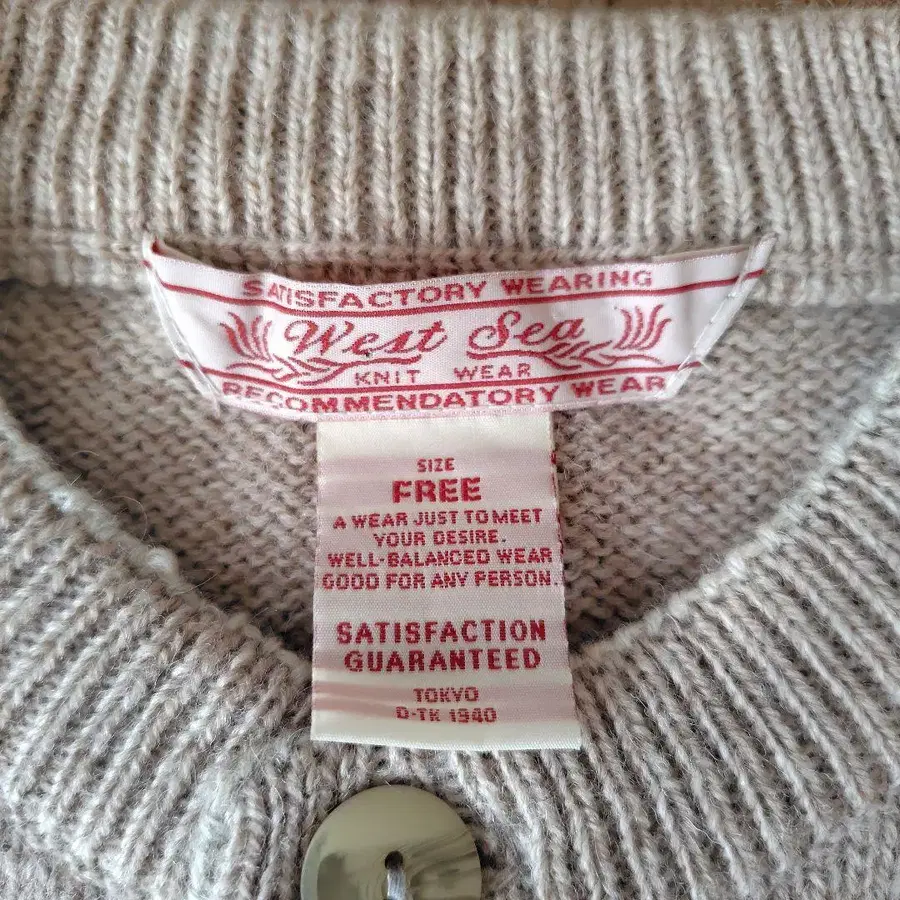 SATISFACTORY WEARING
West Sea
KNIT WEAR
RECOMMENDATORY WEAR
SIZE
FREE
A WEAR JUST TO MEET
YOUR DESIRE.
WELL-BALANCED WEAR
GOOD FOR ANY PERSON.
SATISFACTION
GUARANTEED
TOKYO
D-TK 1940